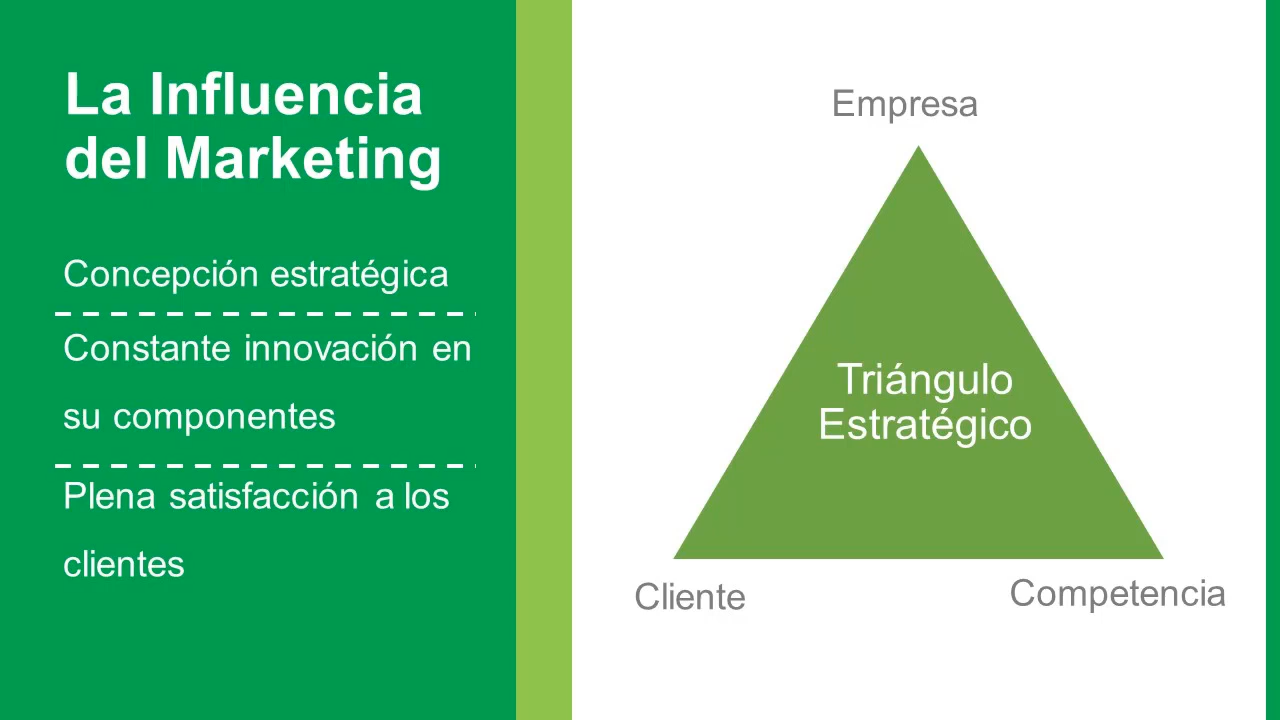 La Influencia
del Marketing
Concepción estratégica
Constante innovación en
su componentes
Plena satisfacción a los
clientes
Empresa
Triángulo
Estratégico
Cliente
Competencia